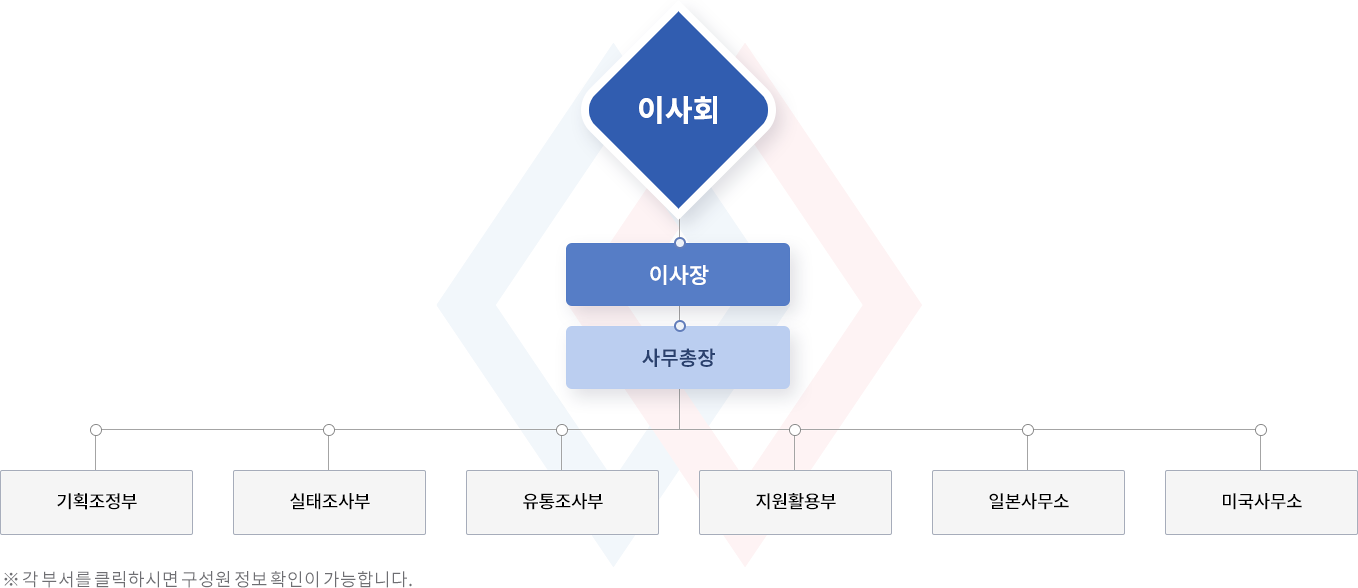 이사회
이사장
사무총장
기획조정부
실태조사부
유통조사부
지원활용부
일본사무소
미국사무소
※ 각 부서를 클릭하시면 구성원 정보 확인이 가능합니다.